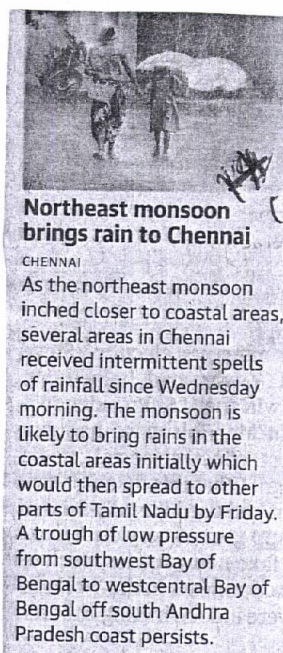 Northeast monsoon
brings rain to Chennai
CHENNAI
As the northeast monsoon
inched closer to coastal areas,
several areas in Chennai
received intermittent spells
of rainfall since Wednesday
morning. The monsoon is
likely to bring rains in the
coastal areas initially which
would then spread to other
parts of Tamil Nadu by Friday.
A trough of low pressure
from southwest Bay of
Bengal to westcentral Bay of
Bengal off south Andhra
Pradesh coast persists.